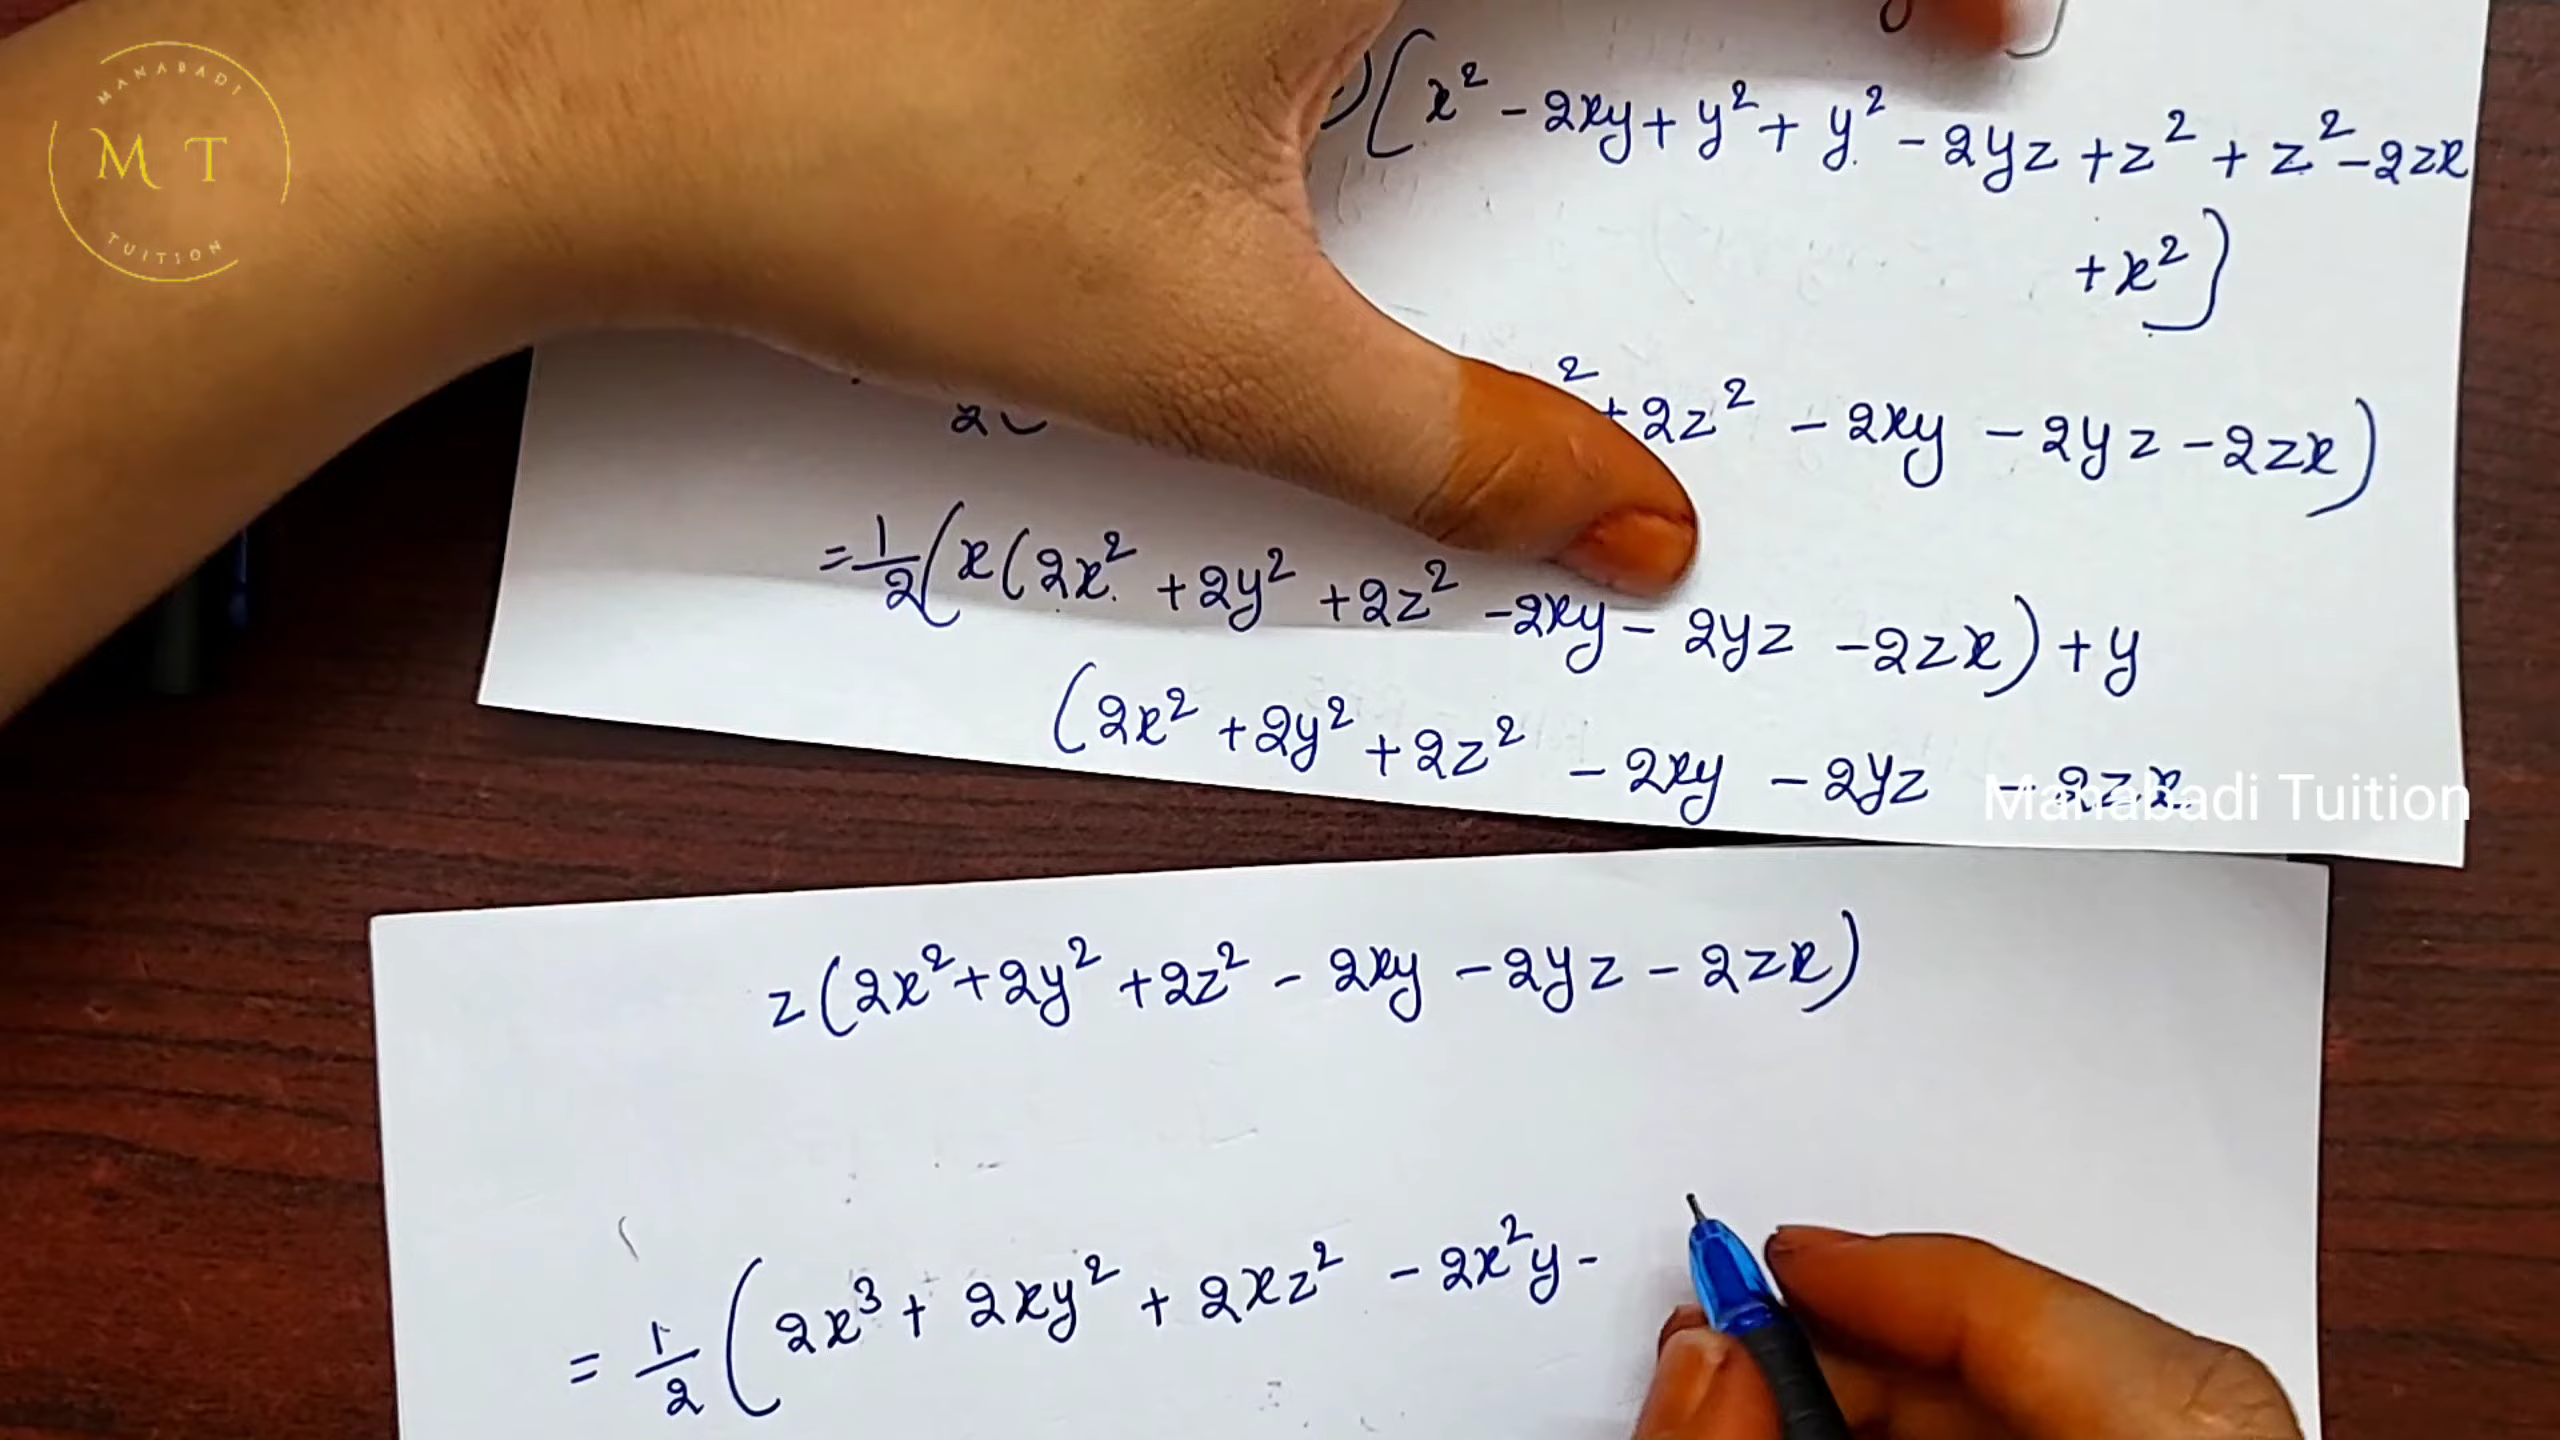 MANABADI
M T
TUITION
)(x² - 2xy + y² + y² - 2yz + z² + z² - 2zx
+ x²)
² + 2z² - 2xy - 2yz - 2zx)
= 1/2 (x(2x² + 2y² + 2z² - 2xy - 2yz - 2zx) + y
(2x² + 2y² + 2z² - 2xy - 2yz - 2zx
Manabadi Tuition
z(2x² + 2y² + 2z² - 2xy - 2yz - 2zx)
= 1/2 (2x³ + 2xy² + 2xz² - 2x²y -